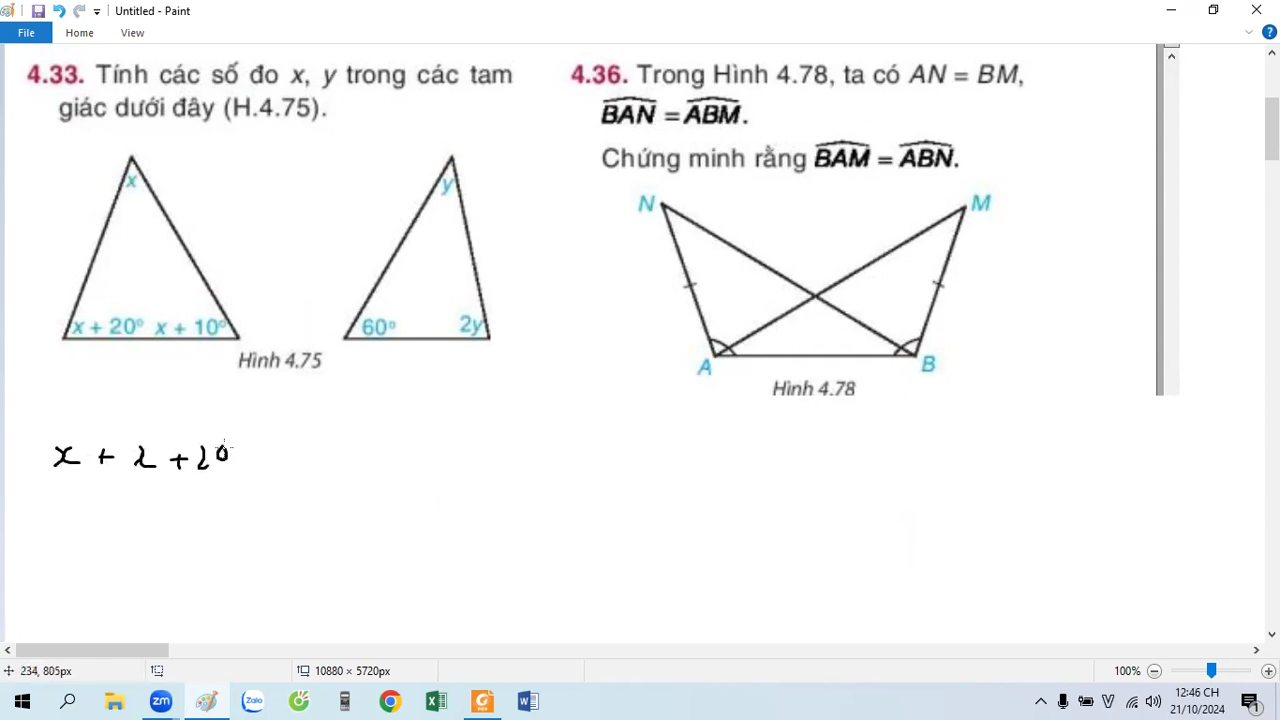 Untitled - Paint
File Home View
4.33. Tính các số đo x, y trong các tam
giác dưới đây (H.4.75).
x
x + 20° x + 10°
y
60° 2y
Hình 4.75
4.36. Trong Hình 4.78, ta có AN = BM,
BAN = ABM.
Chứng minh rằng BAM = ABN.
N M
A B
Hình 4.78
x + x + 20
234, 805px
10880 × 5720px
100%
zm
Zalo
12:46 CH
21/10/2024